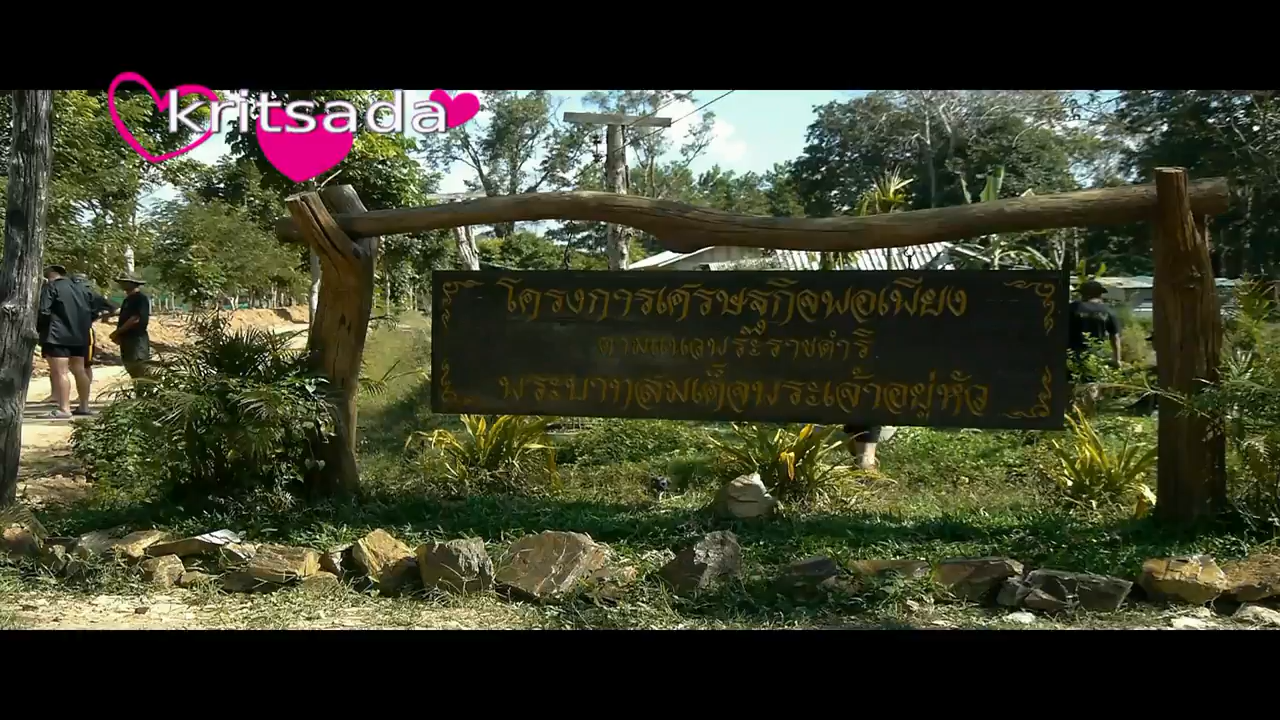 kritsada
โครงการเศรษฐกิจพอเพียง
ตามแนวพระราชดำริ
พระบาทสมเด็จพระเจ้าอยู่หัว